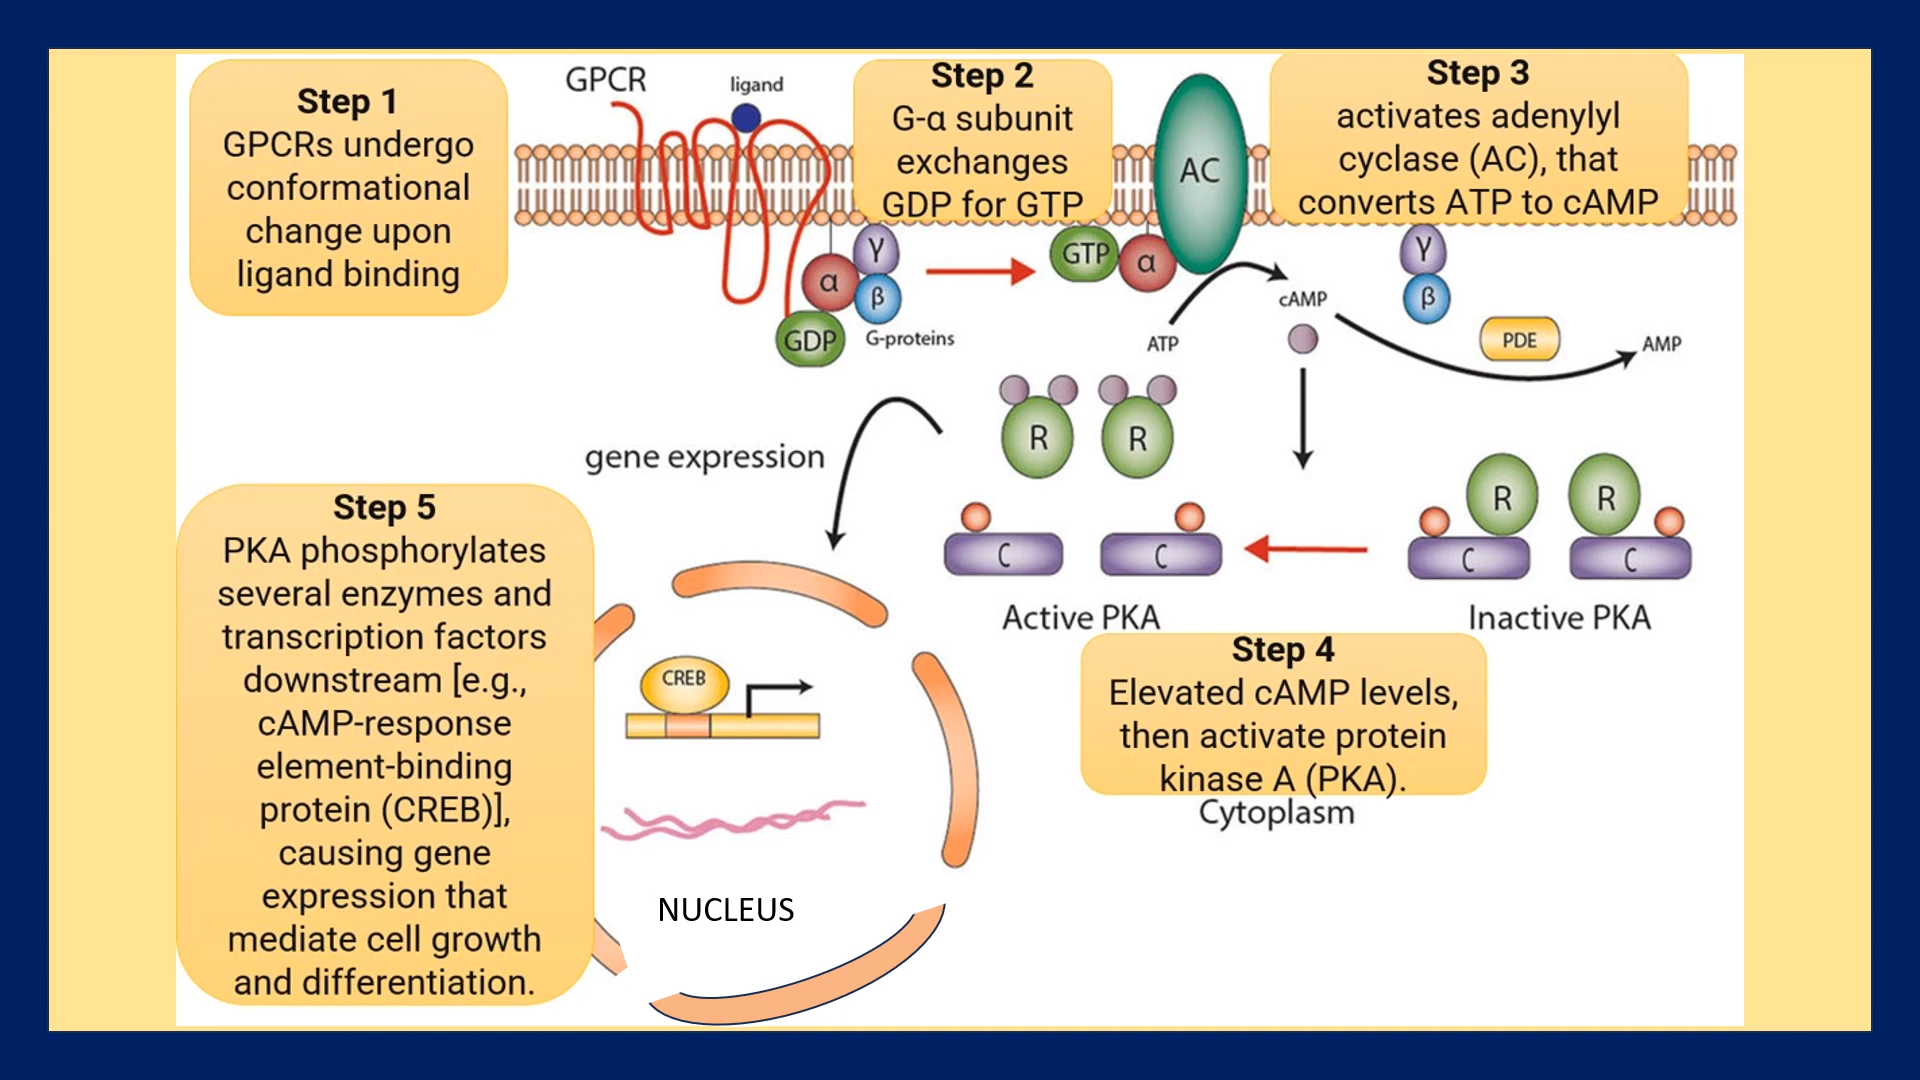 Step 1
GPCRs undergo
conformational
change upon
ligand binding
GPCR
ligand
Step 2
G-α subunit
exchanges
GDP for GTP
AC
Step 3
activates adenylyl
cyclase (AC), that
converts ATP to cAMP
α
γ
β
GDP
G-proteins
GTP
α
ATP
cAMP
γ
β
PDE
AMP
gene expression
R
R
C
C
Active PKA
R
R
C
C
Inactive PKA
Step 4
Elevated cAMP levels,
then activate protein
kinase A (PKA).
Cytoplasm
Step 5
PKA phosphorylates
several enzymes and
transcription factors
downstream [e.g.,
cAMP-response
element-binding
protein (CREB)],
causing gene
expression that
mediate cell growth
and differentiation.
CREB
NUCLEUS